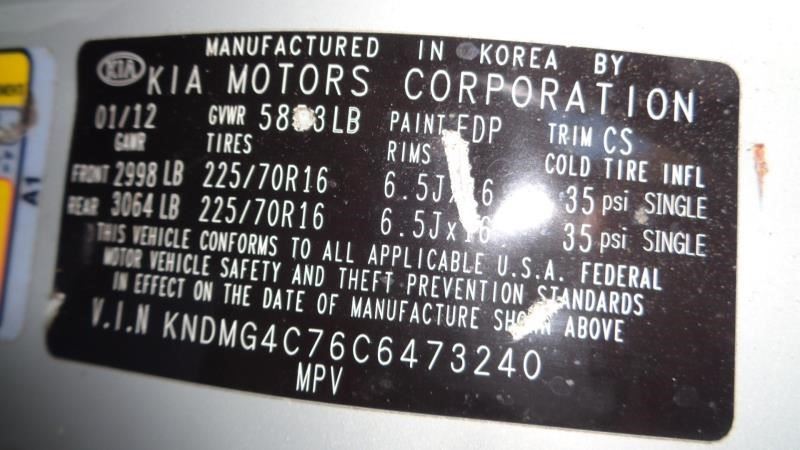 MANUFACTURED IN KOREA BY
KIA KIA MOTORS CORPORATION
01/12 GVWR LB PAINT EDP TRIM CS
GAWR TIRES RIMS COLD TIRE INFL
FRONT 2998 LB 225/70R16 6.5J 16 35 psi SINGLE
REAR 3064 LB 225/70R16 6.5Jx16 35 psi SINGLE
THIS VEHICLE CONFORMS TO ALL APPLICABLE U.S.A. FEDERAL
MOTOR VEHICLE SAFETY AND THEFT PREVENTION STANDARDS
IN EFFECT ON THE DATE OF MANUFACTURE SHOWN ABOVE
V.I.N KNDMG4C76C6473240
MPV
A1